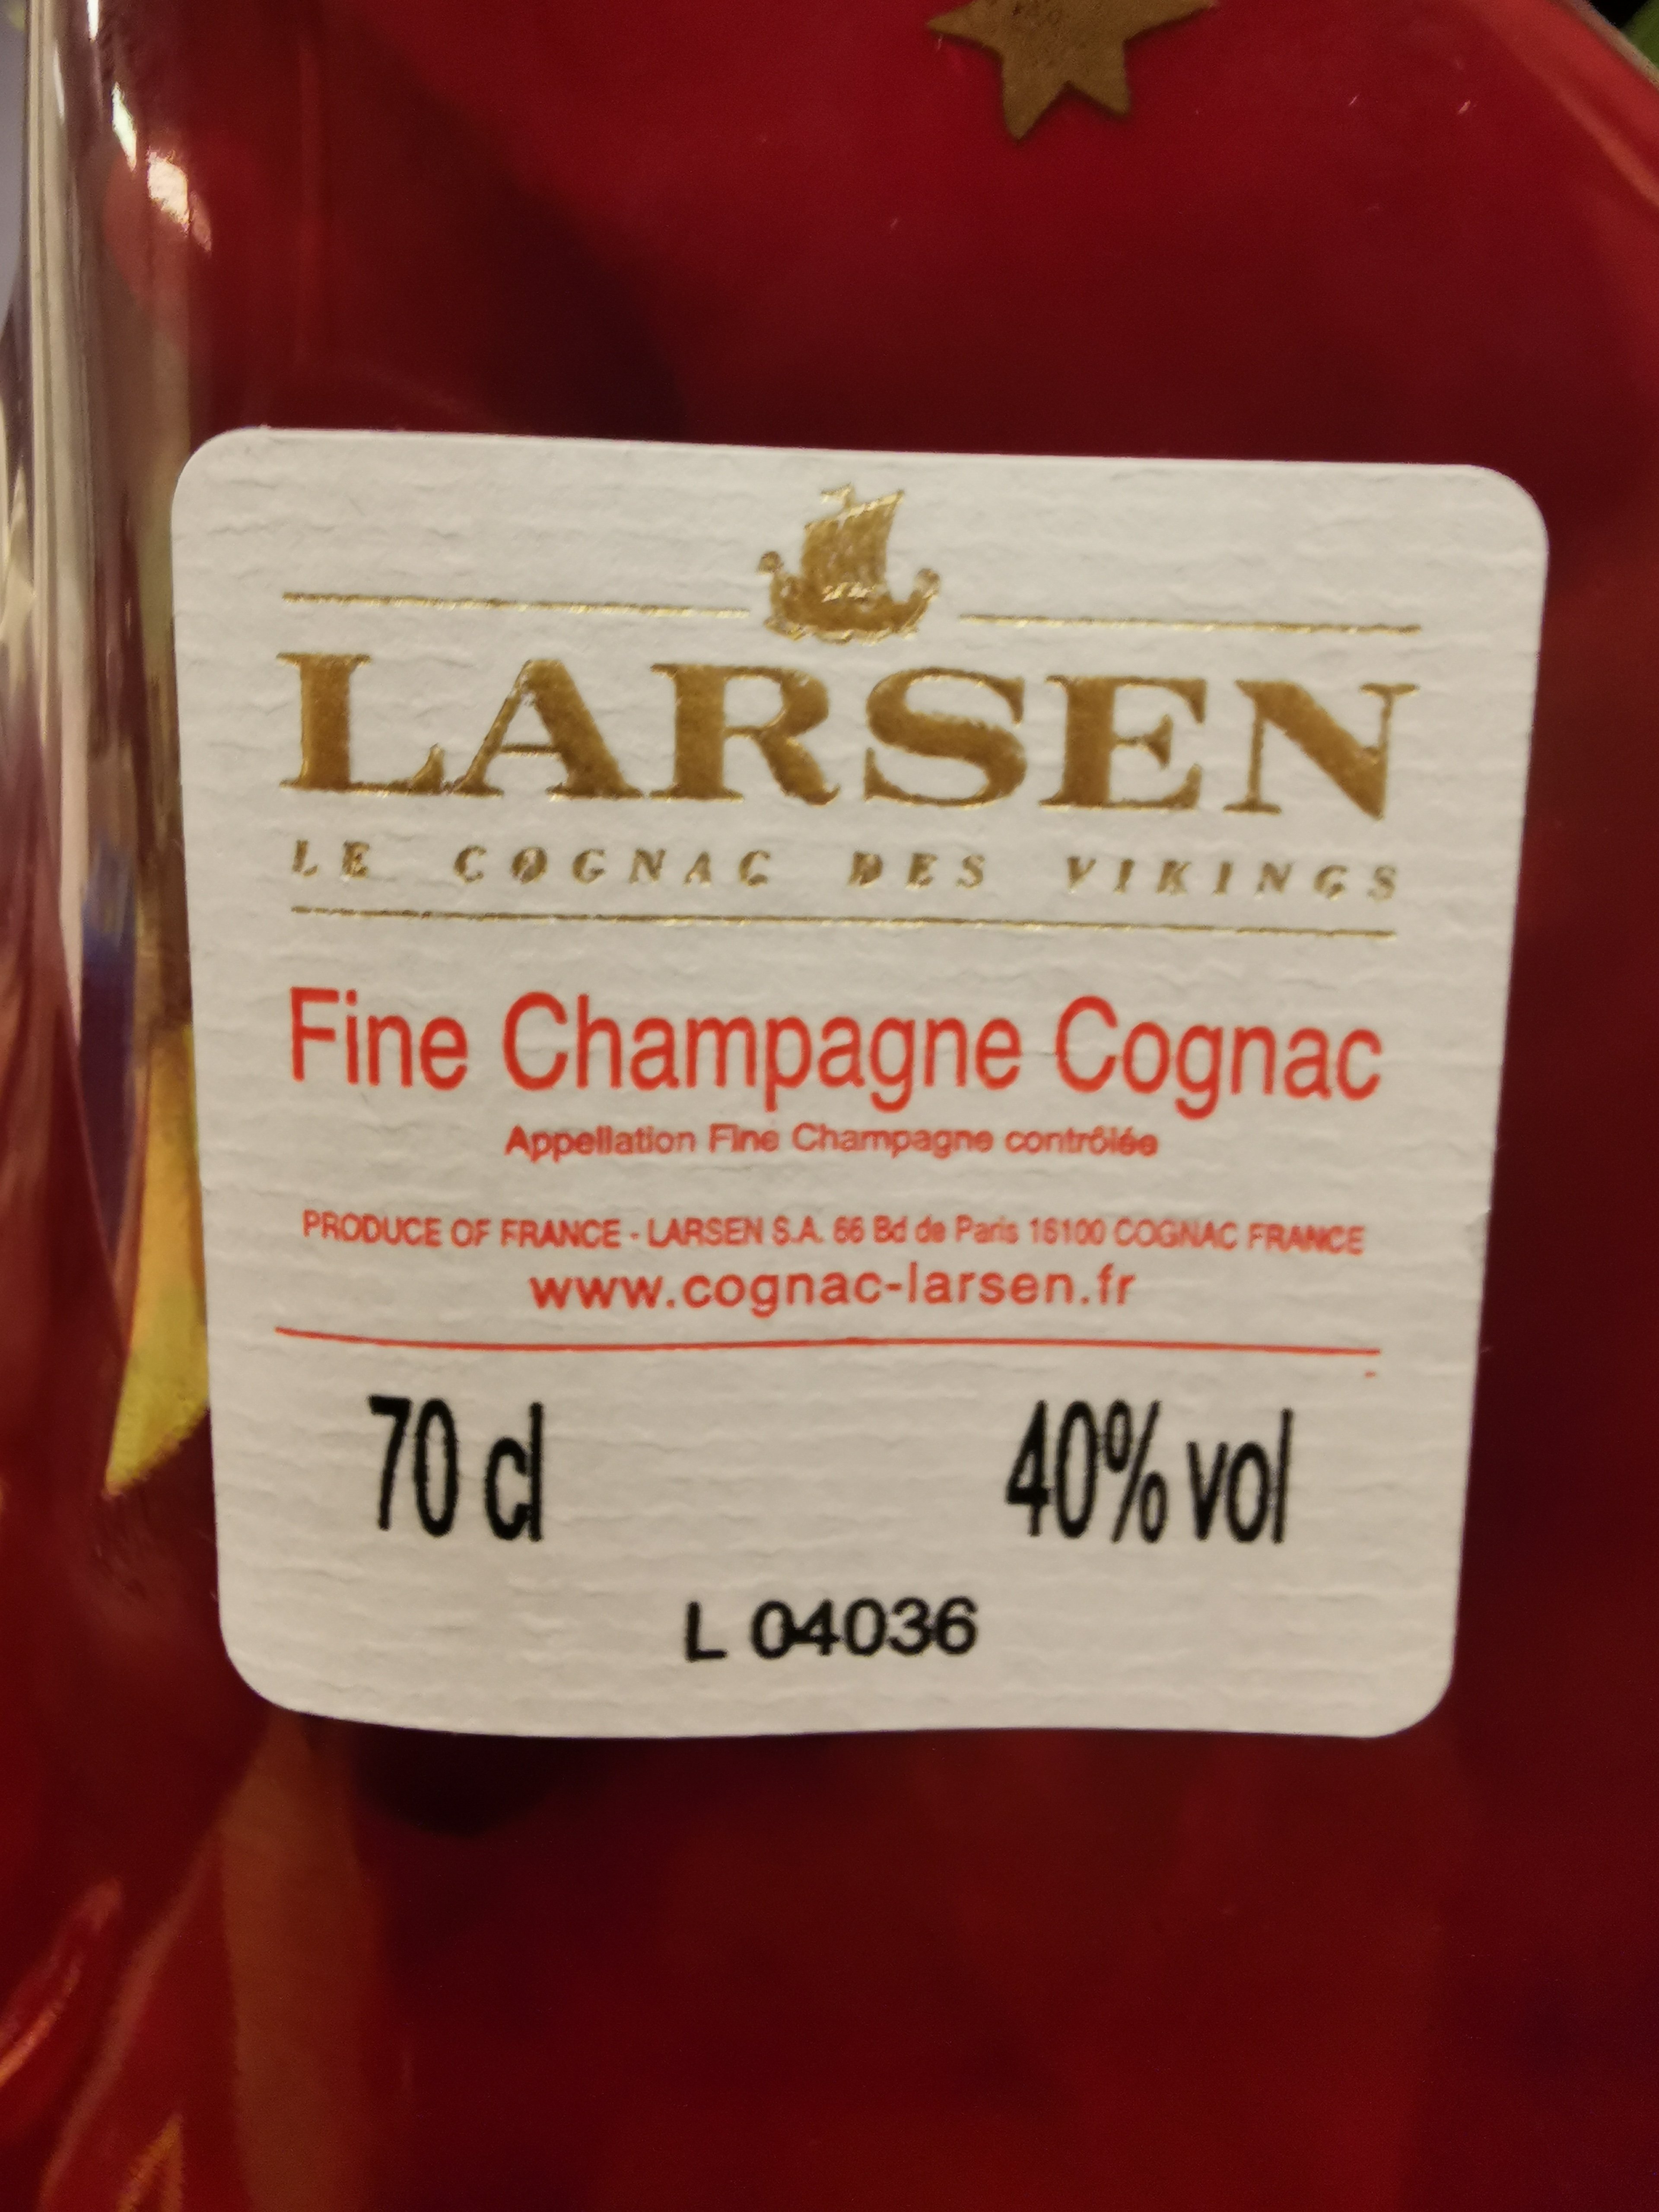 LARSEN
LE COGNAC DES VIKINGS
Fine Champagne Cognac
Appellation Fine Champagne contrôlée
PRODUCE OF FRANCE - LARSEN S.A. 66 Bd de Paris 16100 COGNAC FRANCE
www.cognac-larsen.fr
70 cl 40% vol
L 04036